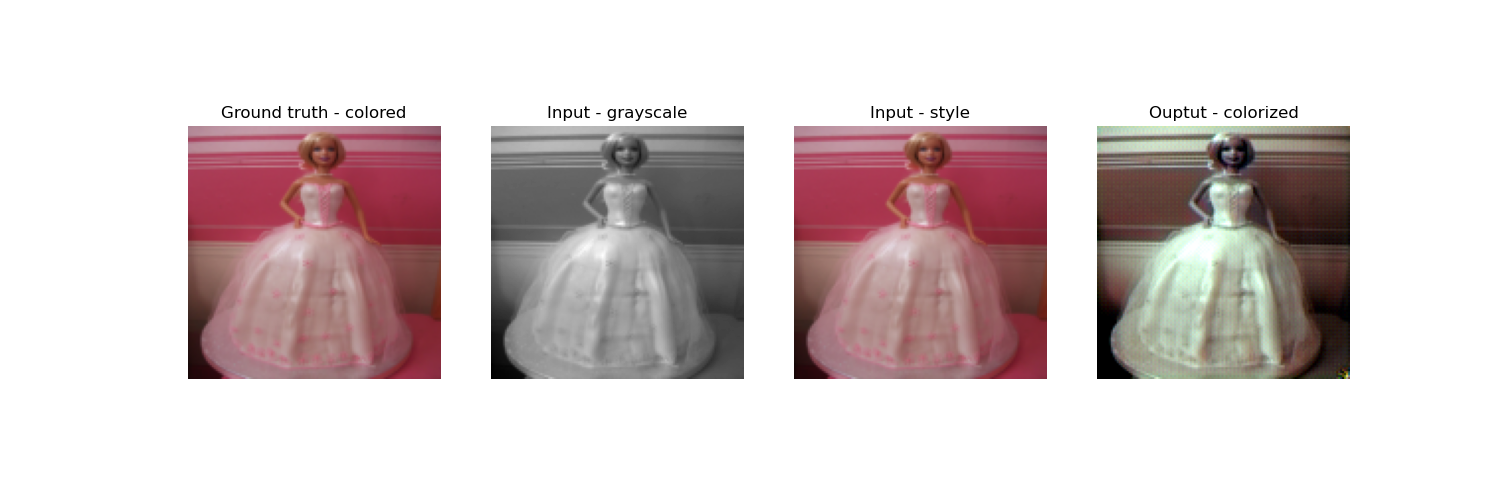 Ground truth - colored
Input - grayscale
Input - style
Ouptut - colorized